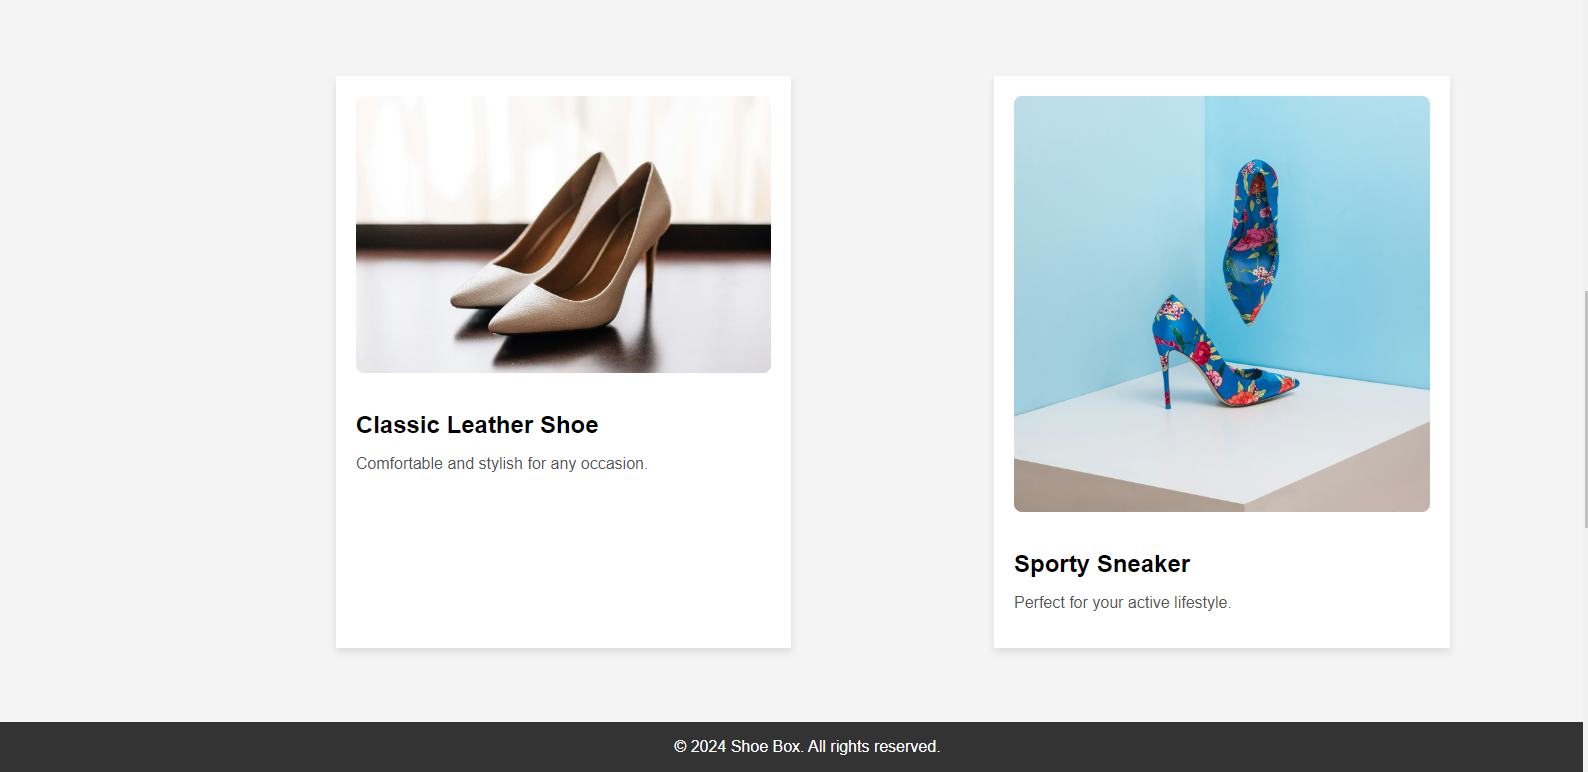 Classic Leather Shoe
Comfortable and stylish for any occasion.
Sporty Sneaker
Perfect for your active lifestyle.
© 2024 Shoe Box. All rights reserved.